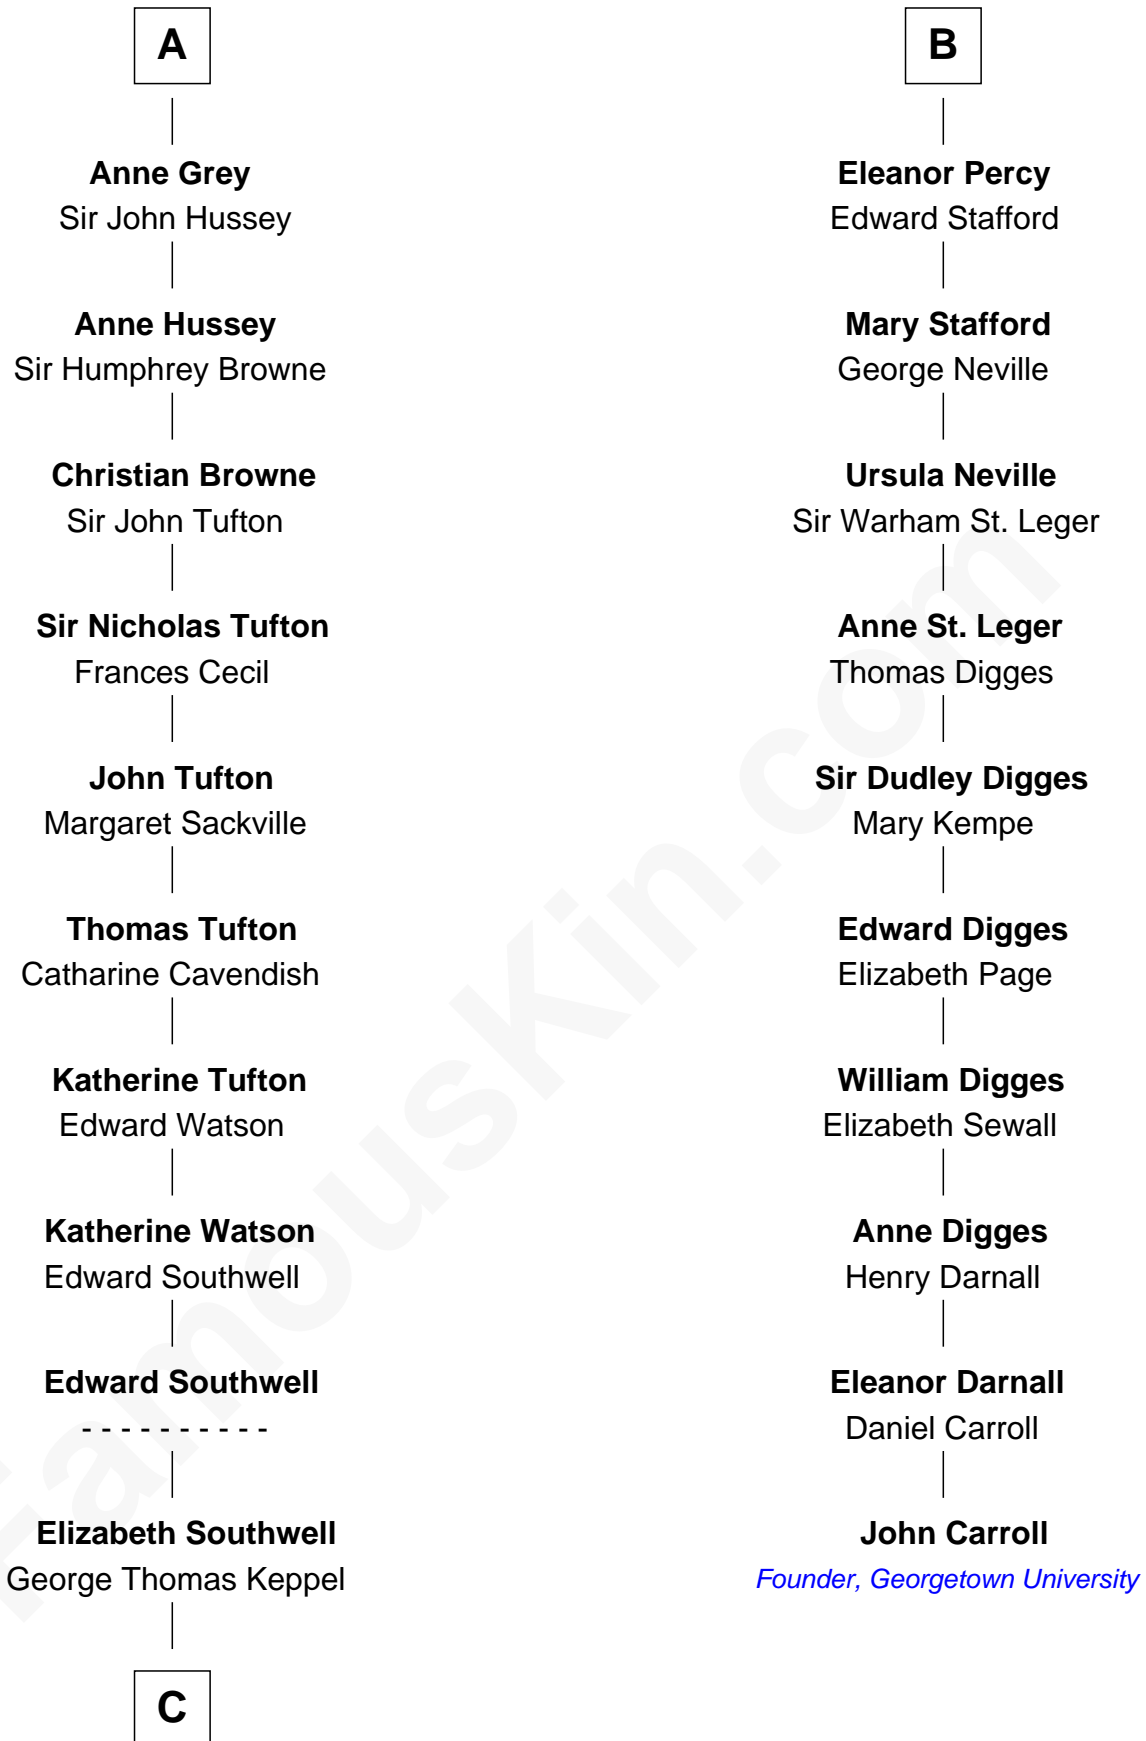 A
Anne Grey
Sir John Hussey
Anne Hussey
Sir Humphrey Browne
Christian Browne
Sir John Tufton
Sir Nicholas Tufton
Frances Cecil
John Tufton
Margaret Sackville
Thomas Tufton
Catharine Cavendish
Katherine Tufton
Edward Watson
Katherine Watson
Edward Southwell
Edward Southwell
- - - - - - - - - -
Elizabeth Southwell
George Thomas Keppel
C
B
Eleanor Percy
Edward Stafford
Mary Stafford
George Neville
Ursula Neville
Sir Warham St. Leger
Anne St. Leger
Thomas Digges
Sir Dudley Digges
Mary Kempe
Edward Digges
Elizabeth Page
William Digges
Elizabeth Sewall
Anne Digges
Henry Darnall
Eleanor Darnall
Daniel Carroll
John Carroll
Founder, Georgetown University
FamousKin.com